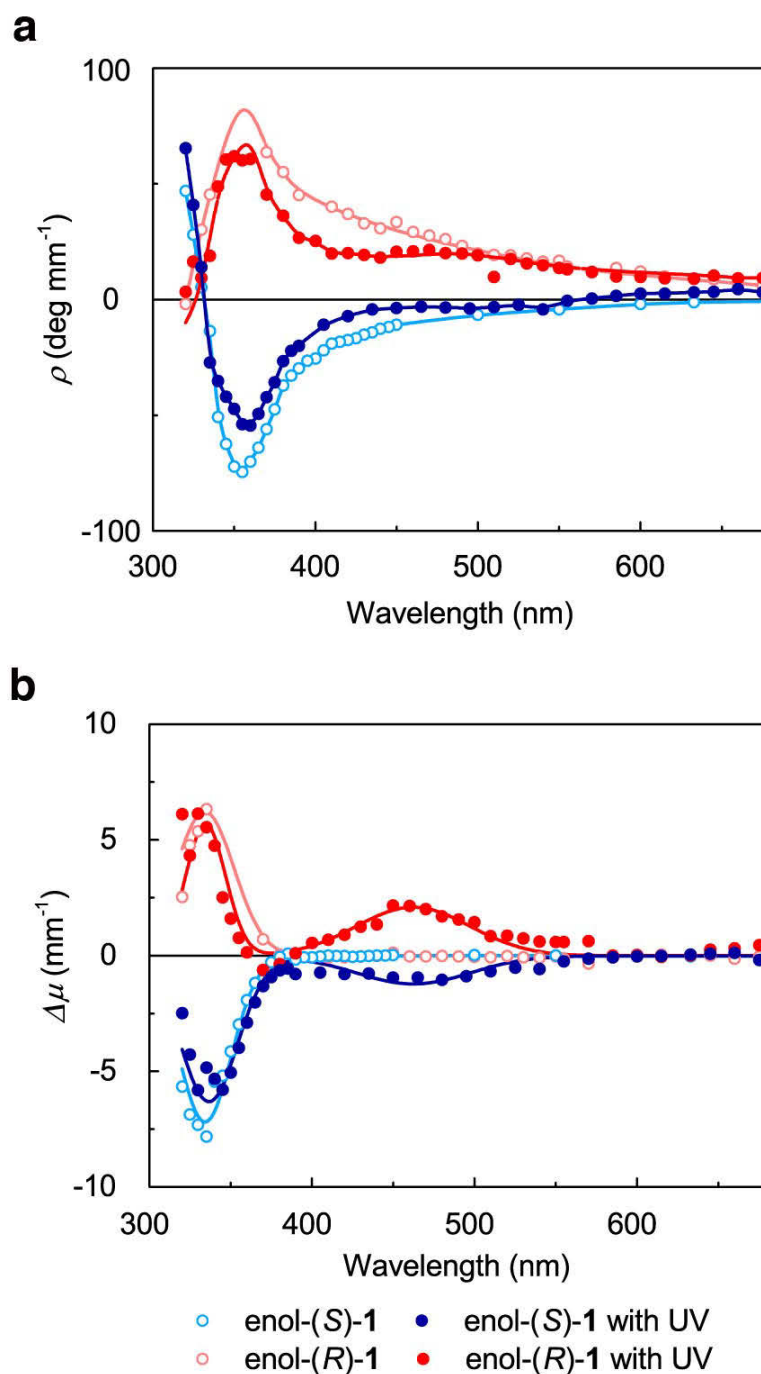 a
100
0
-100
ρ (deg mm⁻¹)
300 400 500 600
Wavelength (nm)
b
10
5
0
-5
-10
Δμ (mm⁻¹)
300 400 500 600
Wavelength (nm)
enol-(S)-1 enol-(S)-1 with UV
enol-(R)-1 enol-(R)-1 with UV